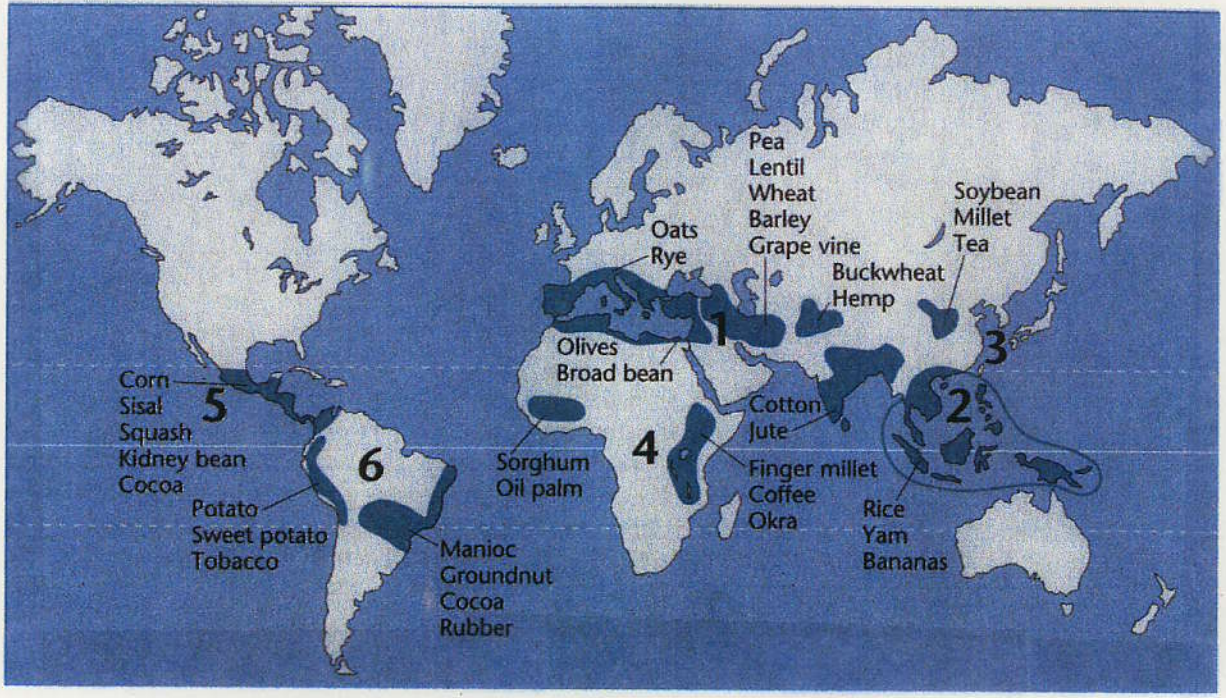 Pea
Lentil
Wheat
Barley
Grape vine
Soybean
Millet
Tea
Oats
Rye
Buckwheat
Hemp
1
Olives
Broad bean
3
Corn
Sisal
Squash
Kidney bean
Cocoa
5
2
Cotton
Jute
4
6
Sorghum
Oil palm
Finger millet
Coffee
Okra
Potato
Sweet potato
Tobacco
Rice
Yam
Bananas
Manioc
Groundnut
Cocoa
Rubber